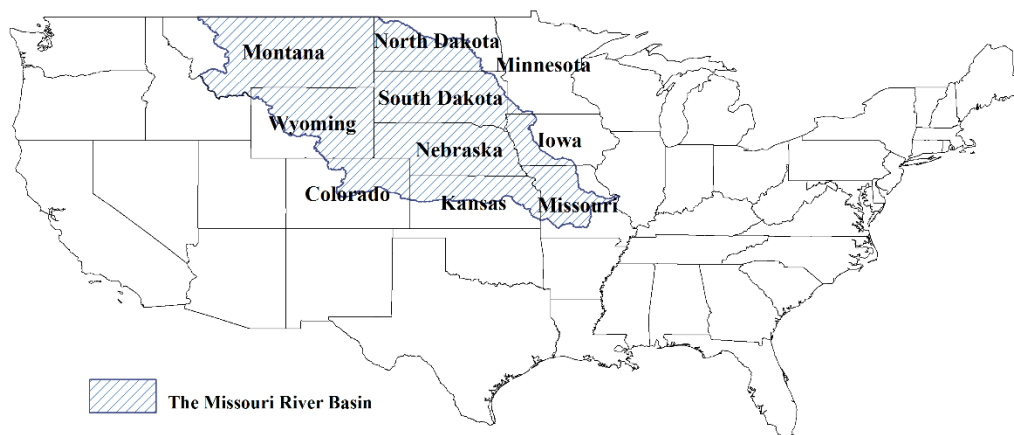 North Dakota
Montana
Minnesota
South Dakota
Wyoming
Iowa
Nebraska
Colorado
Kansas
Missouri
The Missouri River Basin